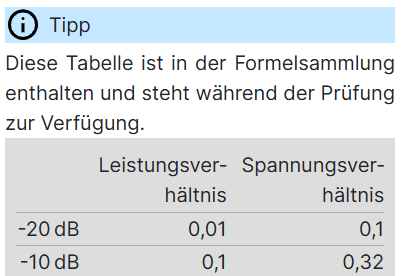 Tipp
Diese Tabelle ist in der Formelsammlung
enthalten und steht während der Prüfung
zur Verfügung.
Leistungsver- Spannungsver-
hältnis hältnis
-20 dB 0,01 0,1
-10 dB 0,1 0,32